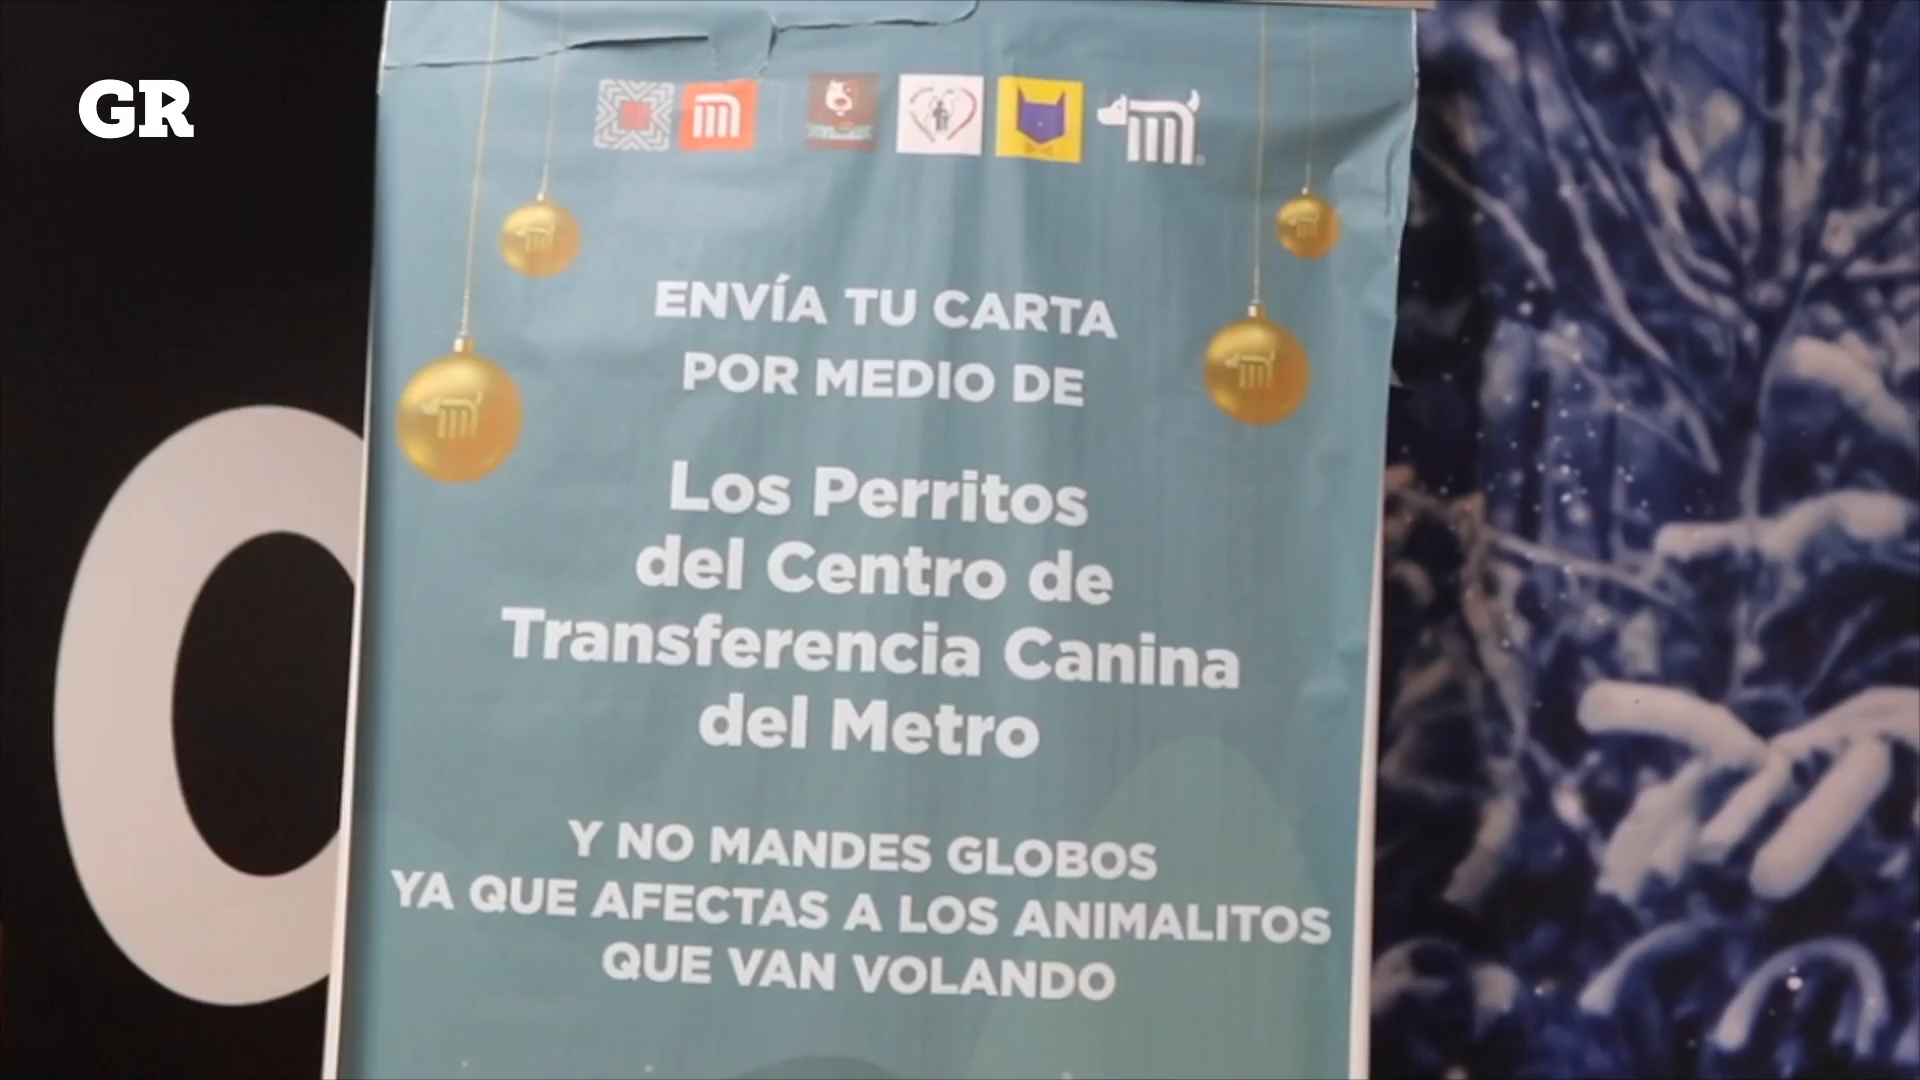 GR
ENVÍA TU CARTA
POR MEDIO DE
Los Perritos
del Centro de
Transferencia Canina
del Metro
Y NO MANDES GLOBOS
YA QUE AFECTAS A LOS ANIMALITOS
QUE VAN VOLANDO